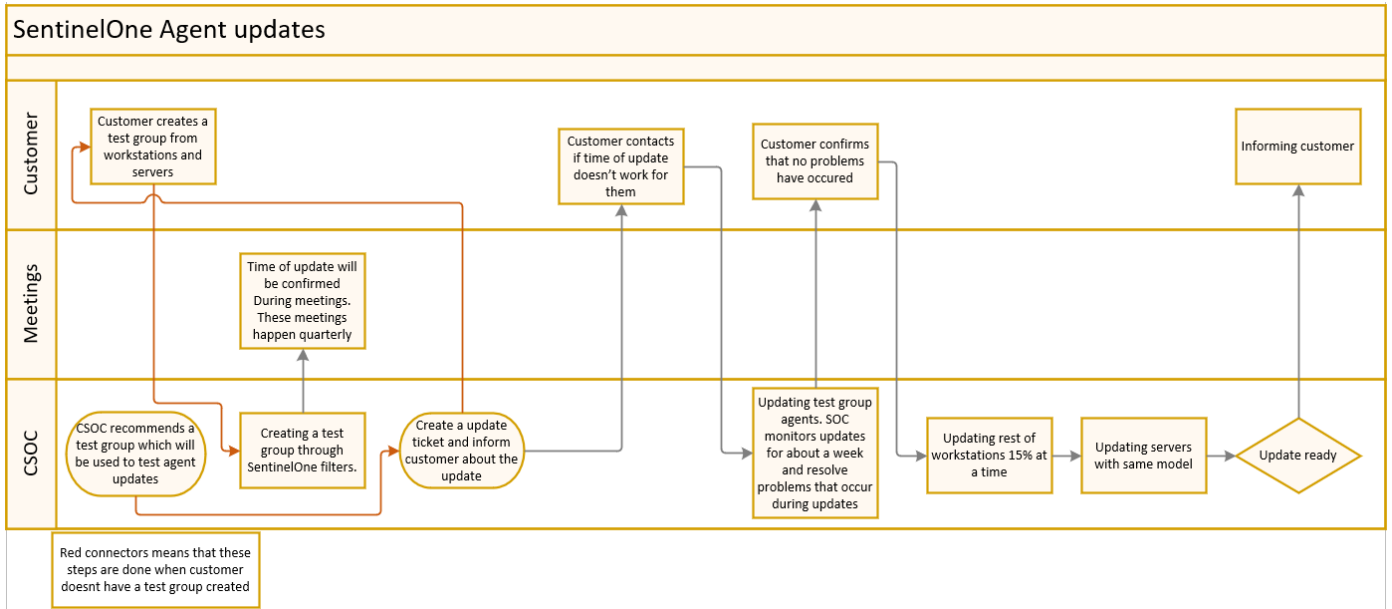 SentinelOne Agent updates
Customer
Customer creates a
test group from
workstations and
servers
Customer contacts
if time of update
doesn’t work for
them
Customer confirms
that no problems
have occured
Informing customer
Meetings
Time of update will
be confirmed
During meetings.
These meetings
happen quarterly
CSOC
CSOC recommends a
test group which will
be used to test agent
updates
Creating a test
group through
SentinelOne filters.
Create a update
ticket and inform
customer about the
update
Updating test group
agents. SOC
monitors updates
for about a week
and resolve
problems that occur
during updates
Updating rest of
workstations 15% at
a time
Updating servers
with same model
Update ready
Red connectors means that these
steps are done when customer
doesnt have a test group created